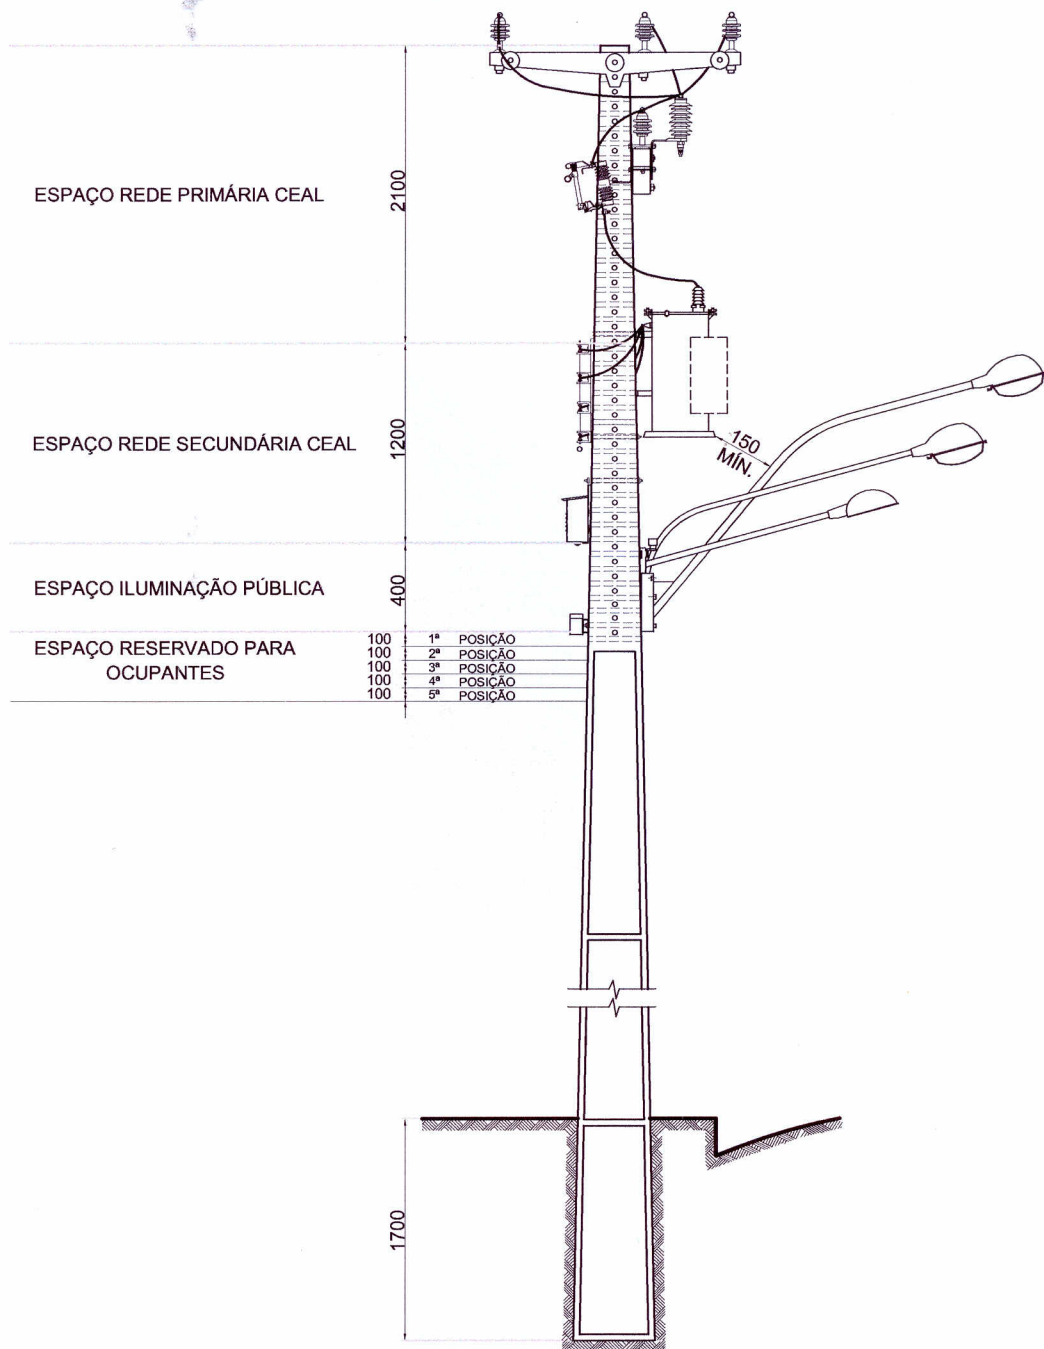 ESPAÇO REDE PRIMÁRIA CEAL
2100
ESPAÇO REDE SECUNDÁRIA CEAL
1200
150
MÍN.
ESPAÇO ILUMINAÇÃO PÚBLICA
400
ESPAÇO RESERVADO PARA
OCUPANTES
100 1ª POSIÇÃO
100 2ª POSIÇÃO
100 3ª POSIÇÃO
100 4ª POSIÇÃO
100 5ª POSIÇÃO
1700